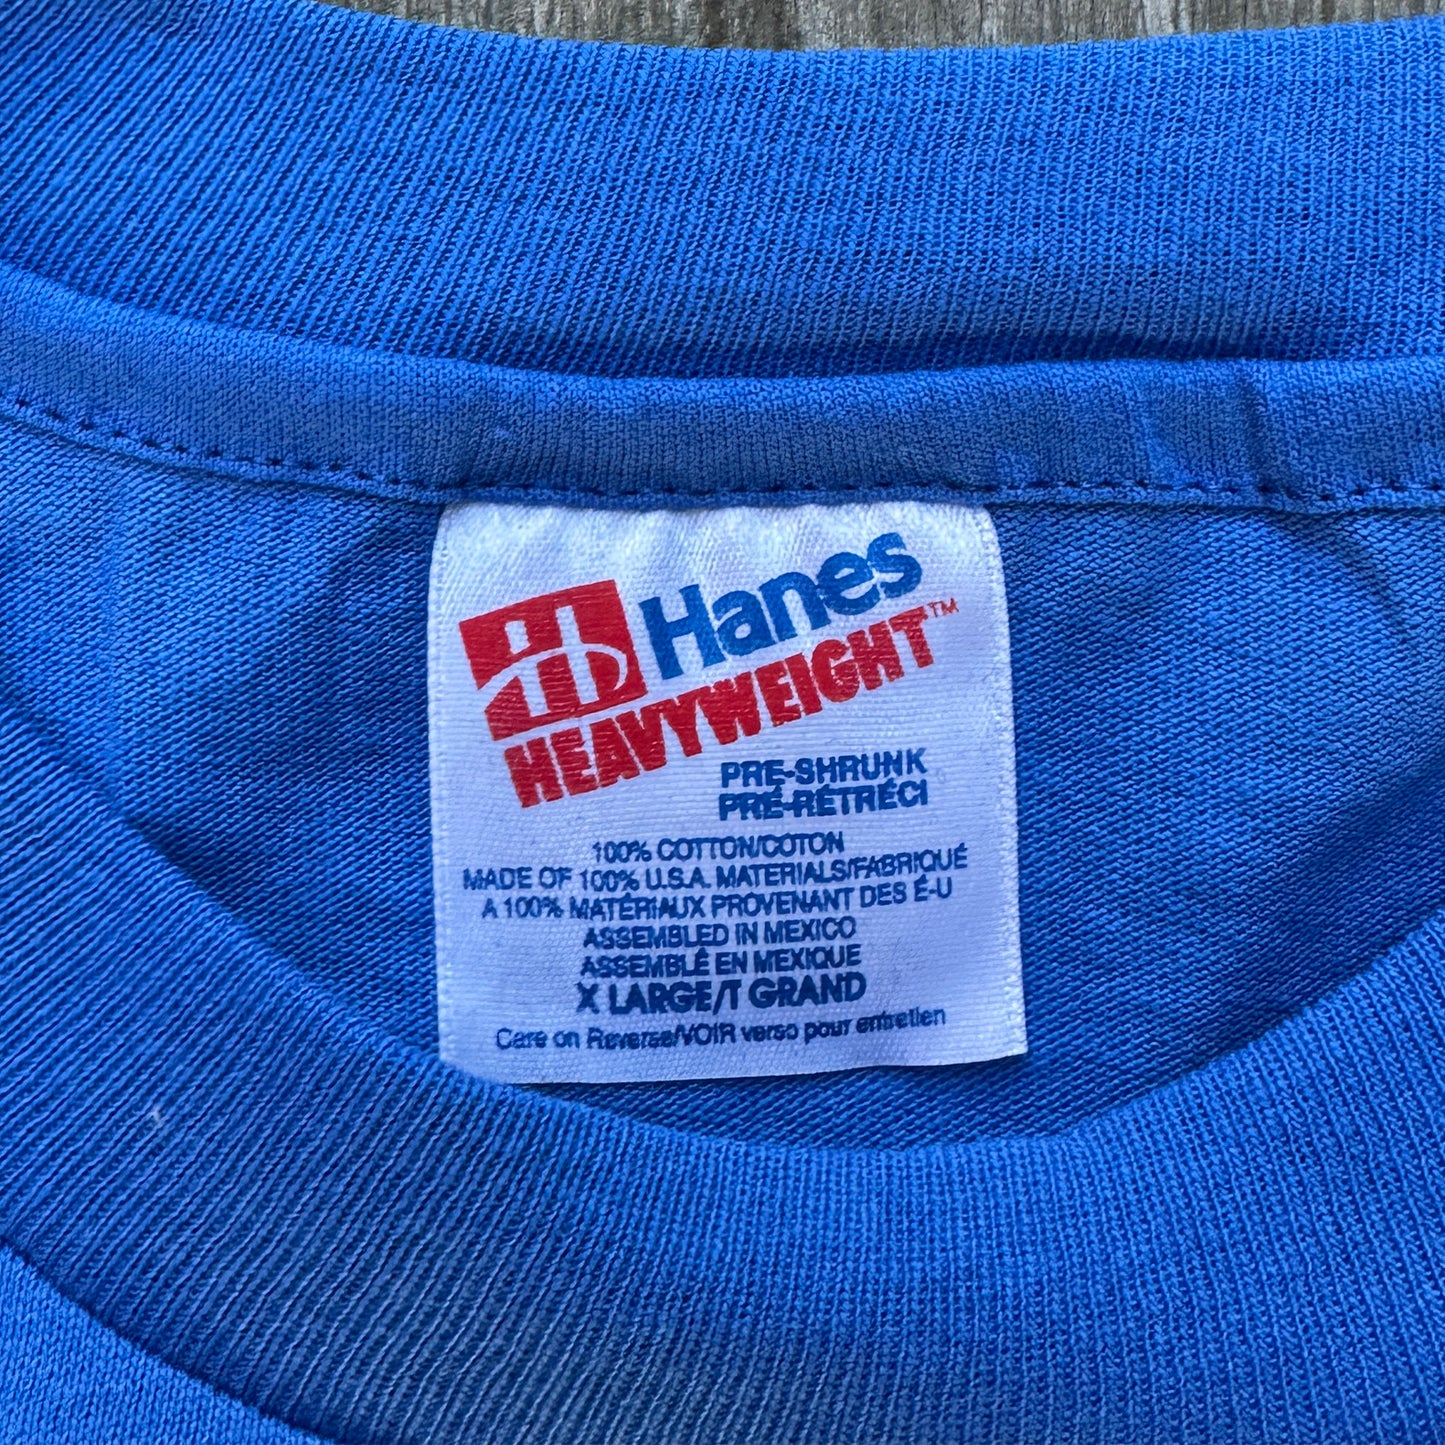 Hanes
HEAVYWEIGHT™
PRE-SHRUNK
PRÉ-RÉTRÉCI
100% COTTON/COTON
MADE OF 100% U.S.A. MATERIALS/FABRIQUÉ
A 100% MATÉRIAUX PROVENANT DES É-U
ASSEMBLED IN MEXICO
ASSEMBLÊ EN MEXIQUE
X LARGE/T GRAND
Care on Reverse/VOIR verso pour entretien